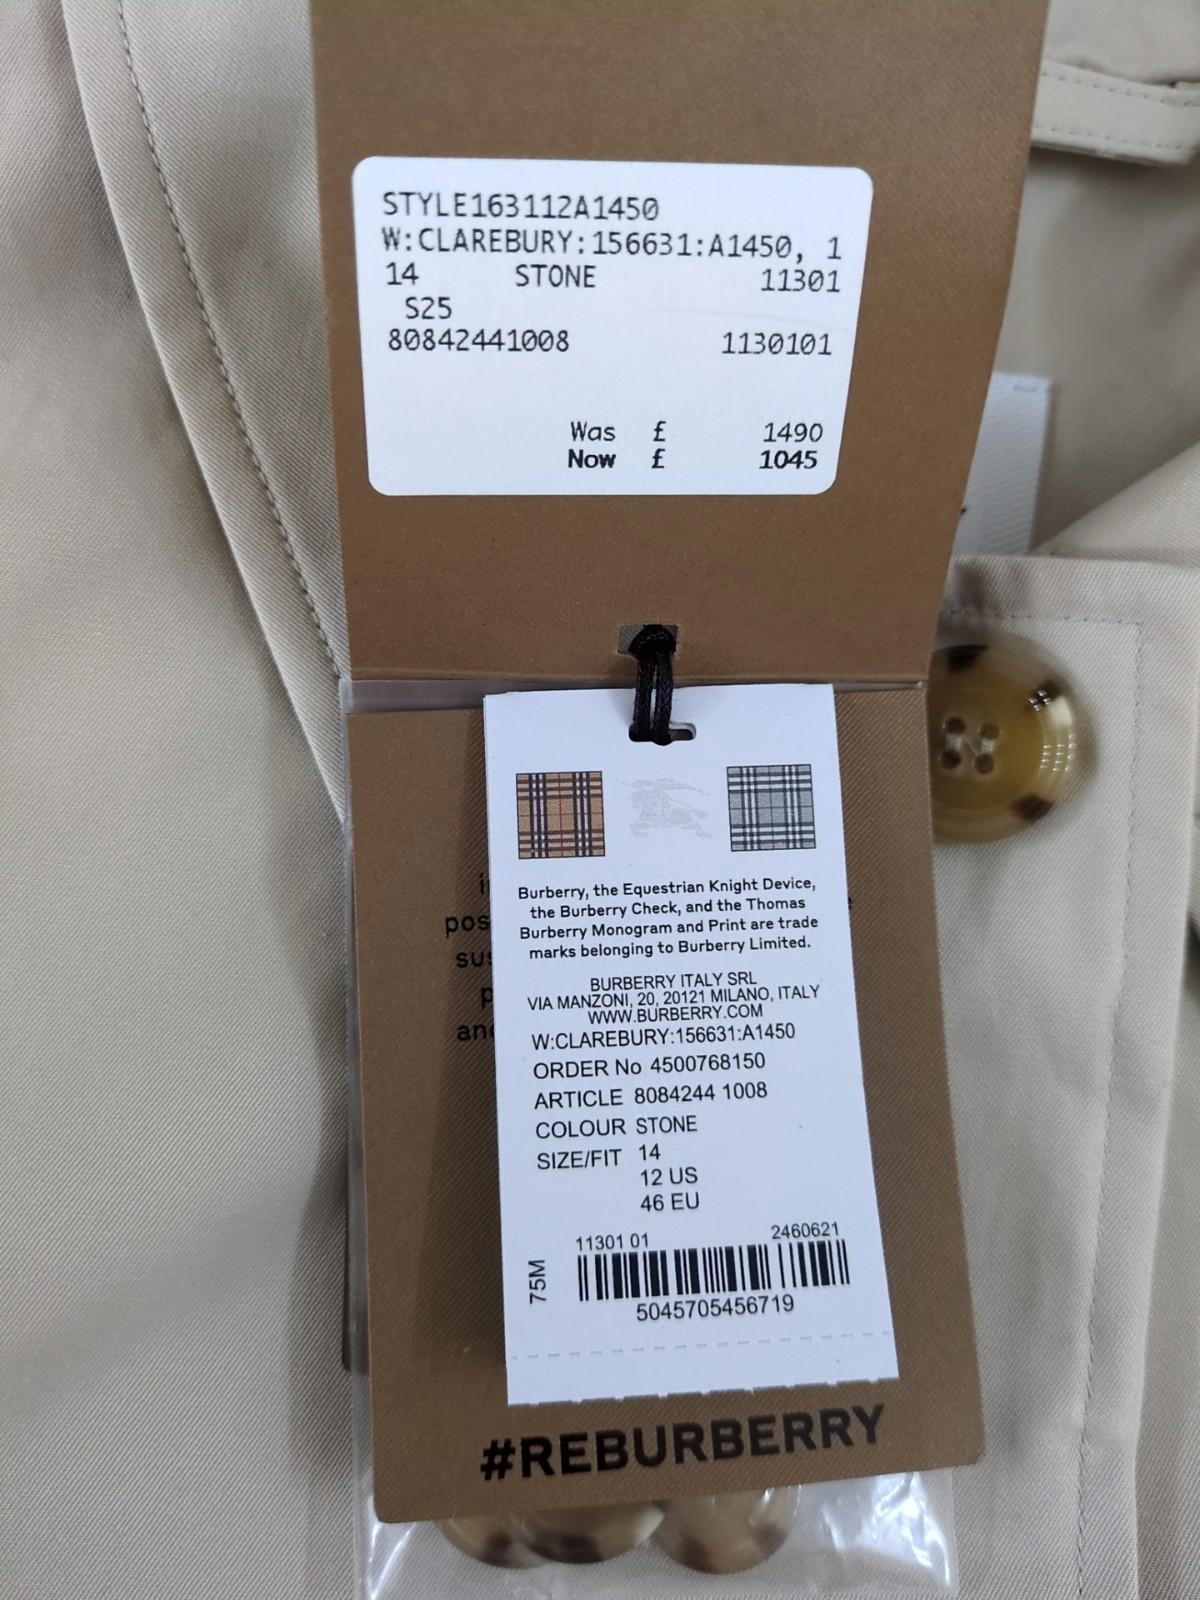 STYLE163112A1450
W:CLAREBURY:156631:A1450, 1
14 STONE 11301
S25
80842441008 1130101
Was £ 1490
Now £ 1045
Burberry, the Equestrian Knight Device,
the Burberry Check, and the Thomas
Burberry Monogram and Print are trade
marks belonging to Burberry Limited.
BURBERRY ITALY SRL
VIA MANZONI, 20, 20121 MILANO, ITALY
WWW.BURBERRY.COM
W:CLAREBURY:156631:A1450
ORDER No 4500768150
ARTICLE 8084244 1008
COLOUR STONE
SIZE/FIT 14
12 US
46 EU
11301 01 2460621
75M
5045705456719
#REBURBERRY